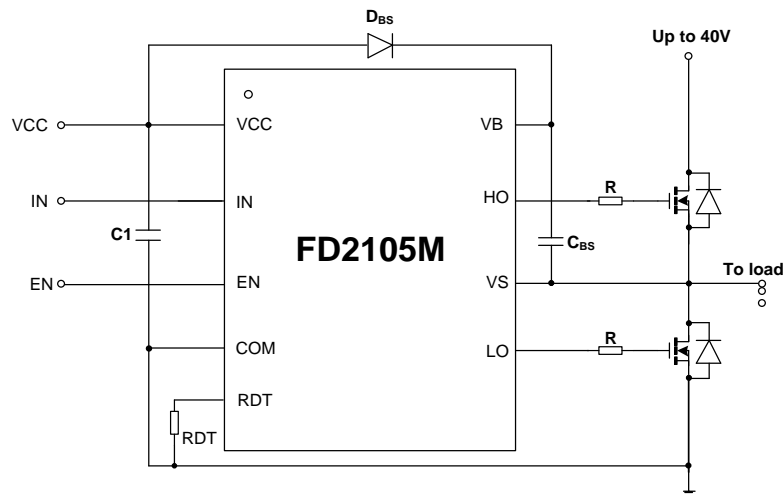 DBS
Up to 40V
VCC
VCC
VB
IN
IN
HO
R
C1
FD2105M
CBS
EN
EN
VS
To load
COM
LO
R
RDT
RDT